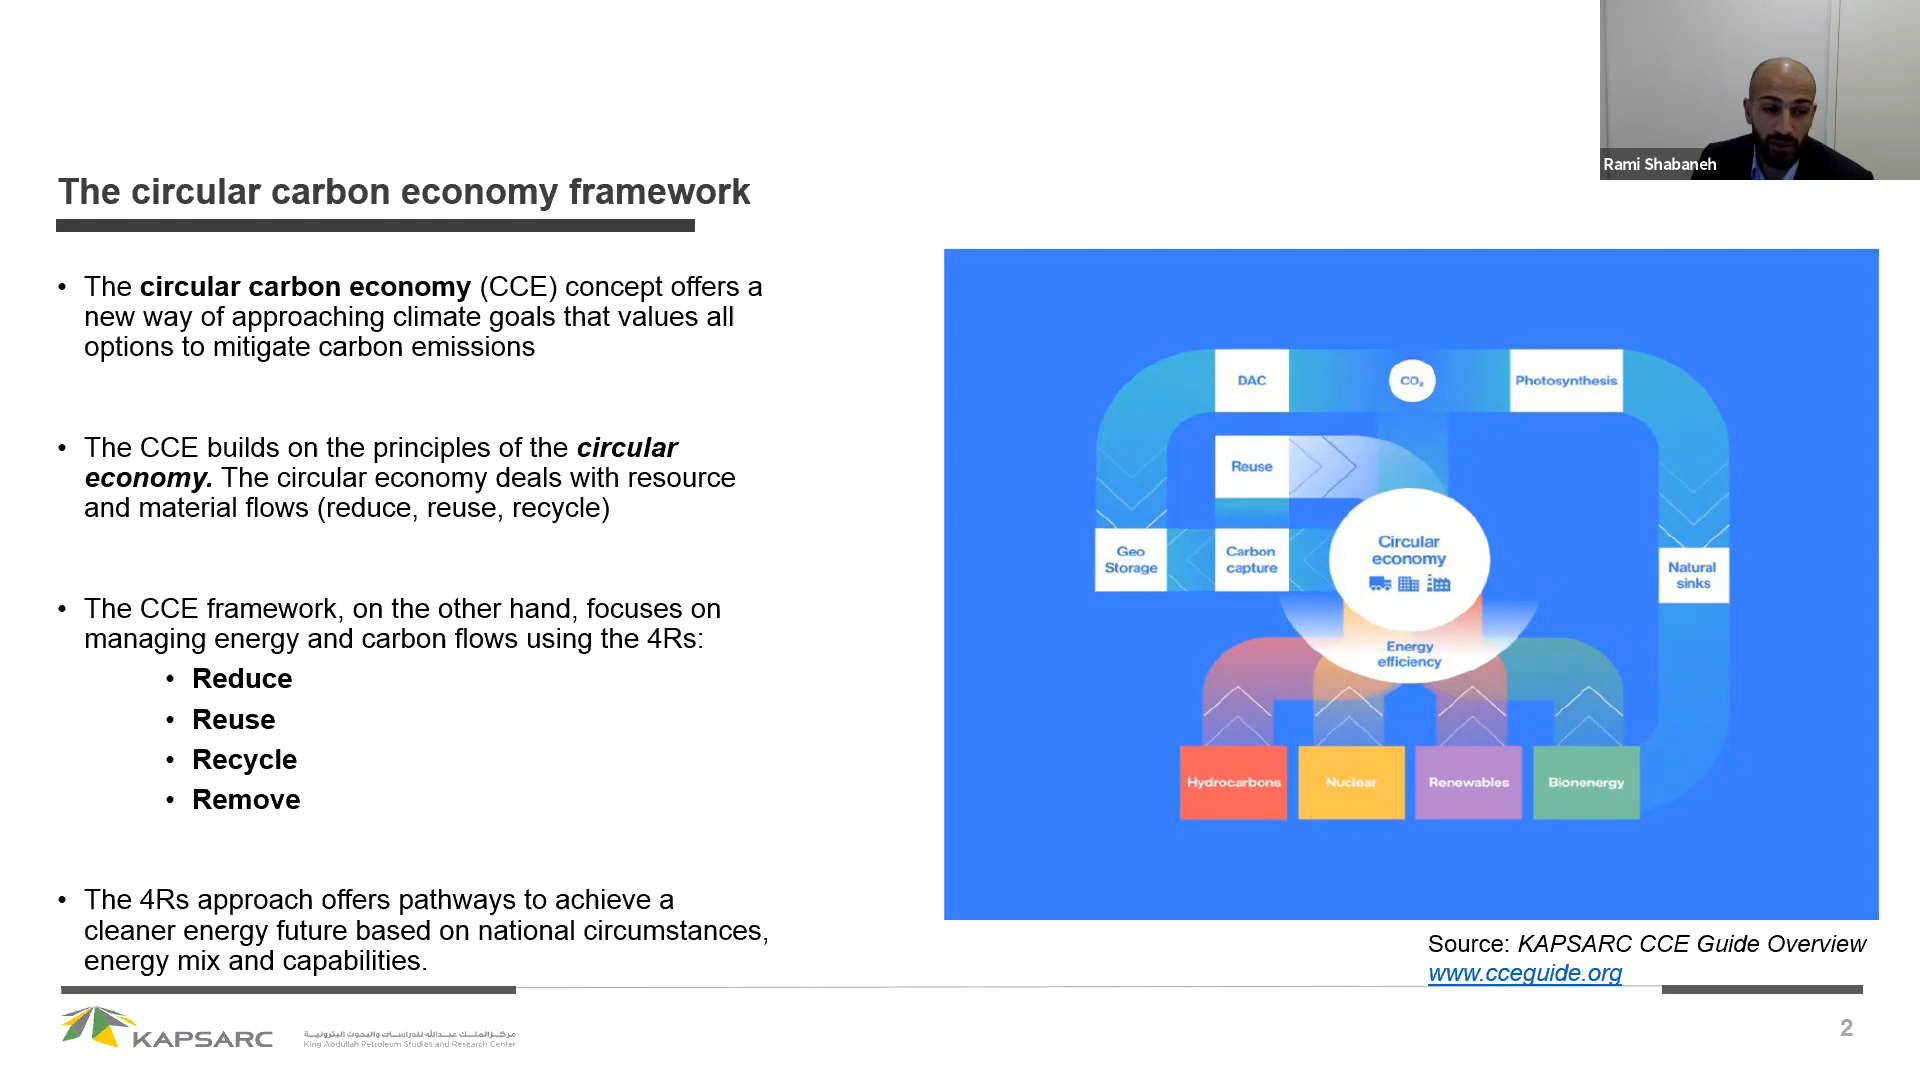 Rami Shabaneh
The circular carbon economy framework
• The circular carbon economy (CCE) concept offers a
new way of approaching climate goals that values all
options to mitigate carbon emissions
• The CCE builds on the principles of the circular
economy. The circular economy deals with resource
and material flows (reduce, reuse, recycle)
• The CCE framework, on the other hand, focuses on
managing energy and carbon flows using the 4Rs:
• Reduce
• Reuse
• Recycle
• Remove
• The 4Rs approach offers pathways to achieve a
cleaner energy future based on national circumstances,
energy mix and capabilities.
DAC
CO₂
Photosynthesis
Reuse
Geo
Storage
Carbon
capture
Circular
economy
Natural
sinks
Energy
efficiency
Hydrocarbons
Nuclear
Renewables
Bionenergy
Source: KAPSARC CCE Guide Overview
www.cceguide.org
KAPSARC
مركز الملك عبدالله للدراسات والبحوث البترولية
King Abdullah Petroleum Studies and Research Center
2